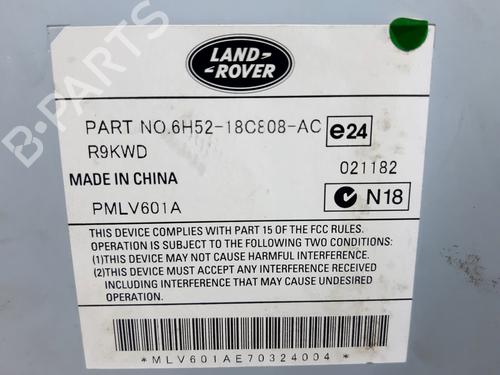 LAND-
ROVER
PART NO.6H52-18C808-AC e24
R9KWD
021182
MADE IN CHINA
N18
PMLV601A
THIS DEVICE COMPLIES WITH PART 15 OF THE FCC RULES.
OPERATION IS SUBJECT TO THE FOLLOWING TWO CONDITIONS:
(1)THIS DEVICE MAY NOT CAUSE HARMFUL INTERFERENCE.
(2)THIS DEVICE MUST ACCEPT ANY INTERFERENCE RECEIVED
INCLUDING INTERFERENCE THAT MAY CAUSE UNDESIRED
OPERATION.
*MLV601AE70324004*